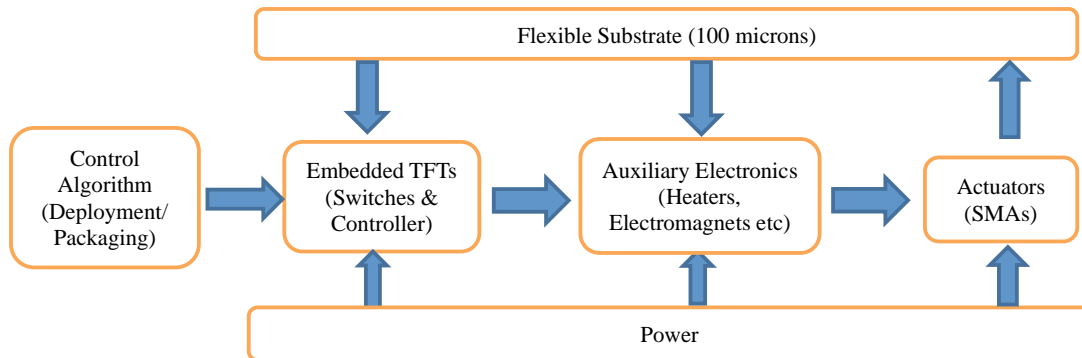 Flexible Substrate (100 microns)
Control
Algorithm
(Deployment/
Packaging)
Embedded TFTs
(Switches &
Controller)
Auxiliary Electronics
(Heaters,
Electromagnets etc)
Actuators
(SMAs)
Power